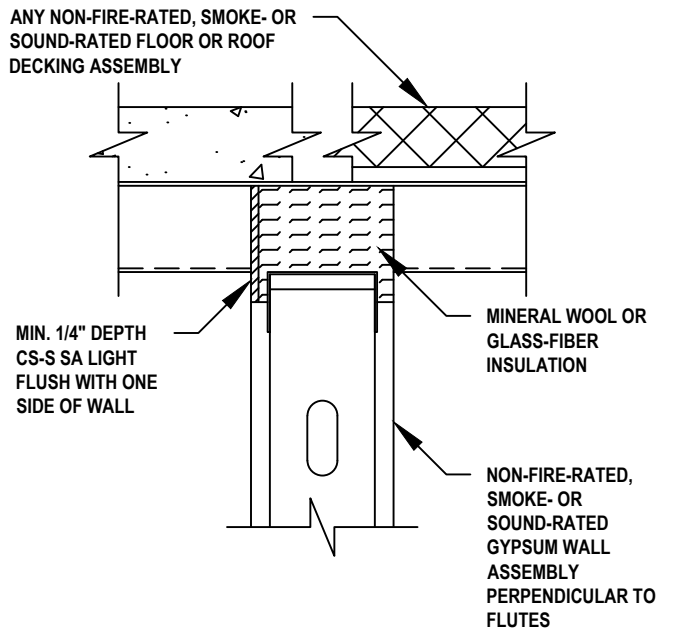 ANY NON-FIRE-RATED, SMOKE- OR
SOUND-RATED FLOOR OR ROOF
DECKING ASSEMBLY
MIN. 1/4" DEPTH
CS-S SA LIGHT
FLUSH WITH ONE
SIDE OF WALL
MINERAL WOOL OR
GLASS-FIBER
INSULATION
NON-FIRE-RATED,
SMOKE- OR
SOUND-RATED
GYPSUM WALL
ASSEMBLY
PERPENDICULAR TO
FLUTES